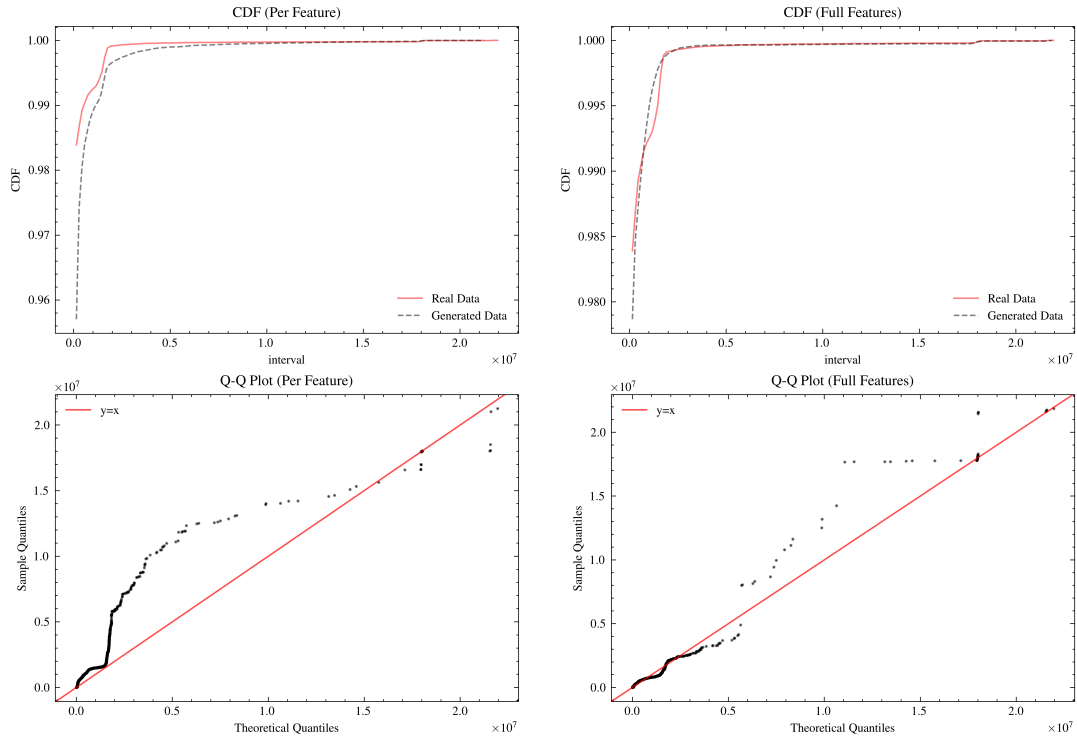 CDF (Per Feature)
1.00
0.99
0.98
0.97
0.96
CDF
Real Data
Generated Data
0.0
0.5
1.0
1.5
2.0
interval
×10⁷
CDF (Full Features)
1.000
0.995
0.990
0.985
0.980
CDF
Real Data
Generated Data
0.0
0.5
1.0
1.5
2.0
interval
×10⁷
Q-Q Plot (Per Feature)
×10⁷
y=x
2.0
1.5
1.0
0.5
0.0
Sample Quantiles
0.0
0.5
1.0
1.5
2.0
Theoretical Quantiles
×10⁷
Q-Q Plot (Full Features)
×10⁷
y=x
2.0
1.5
1.0
0.5
0.0
Sample Quantiles
0.0
0.5
1.0
1.5
2.0
Theoretical Quantiles
×10⁷